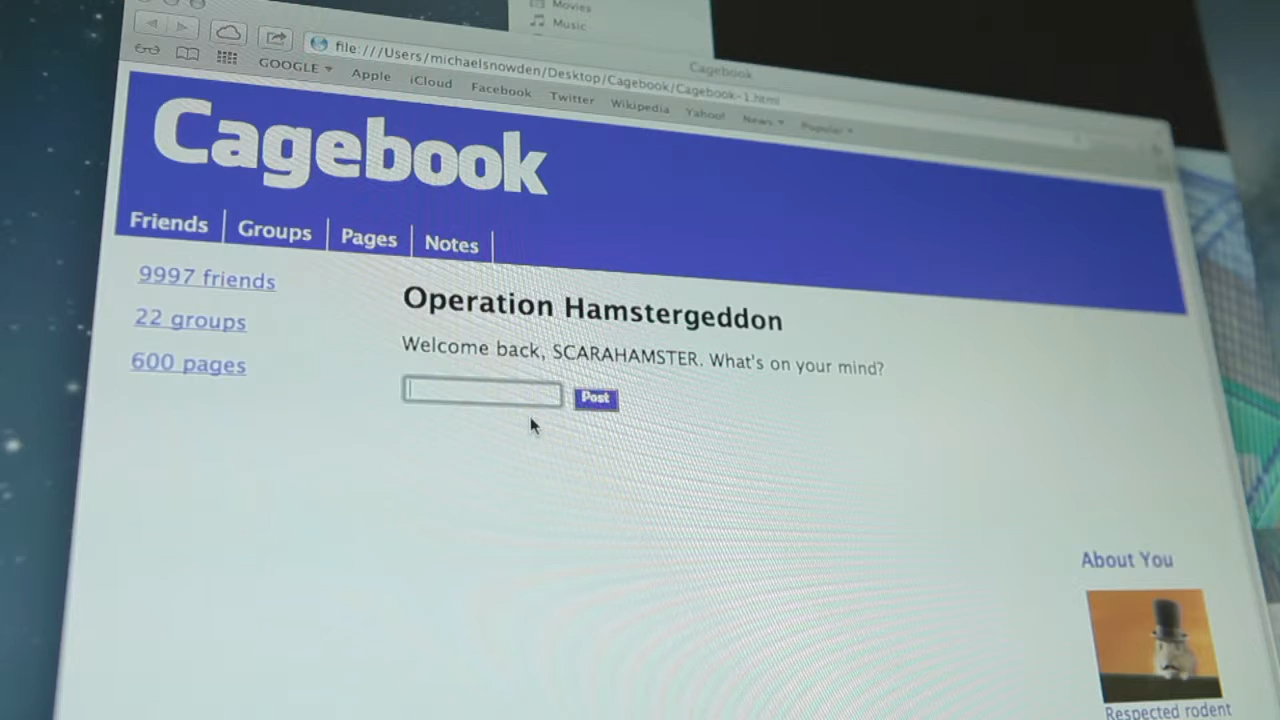 Movies
Music
Cagebook
file:///Users/michaelsnowden/Desktop/Cagebook/Cagebook-1.html
GOOGLE Apple iCloud Facebook Twitter Wikipedia Yahoo! News Popular
Cagebook
Friends Groups Pages Notes
9997 friends
22 groups
600 pages
Operation Hamstergeddon
Welcome back, SCARAHAMSTER. What's on your mind?
Post
About You
Respected rodent